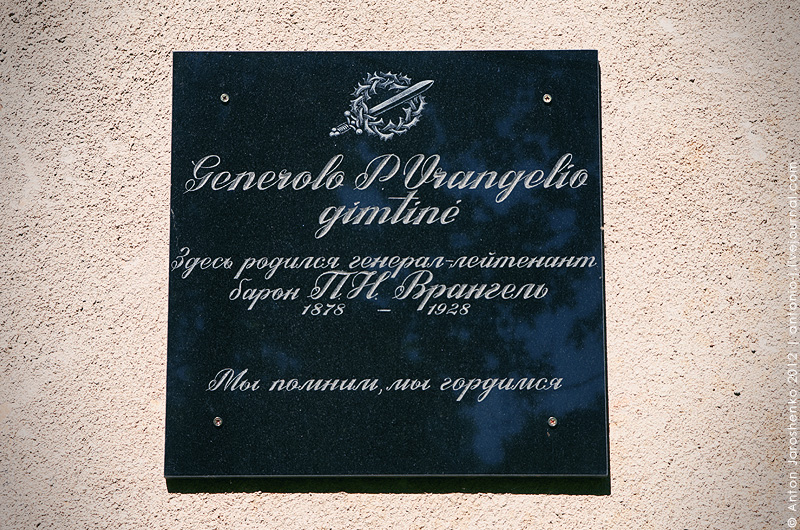 Generolo P. Vrangelio
gimtinė
Здесь родился генерал-лейтенант
барон П.Н. Врангель
1878 – 1928
Мы помним, мы гордимся
© Anton Jaroshenko 2012 | antontoj.livejournal.com